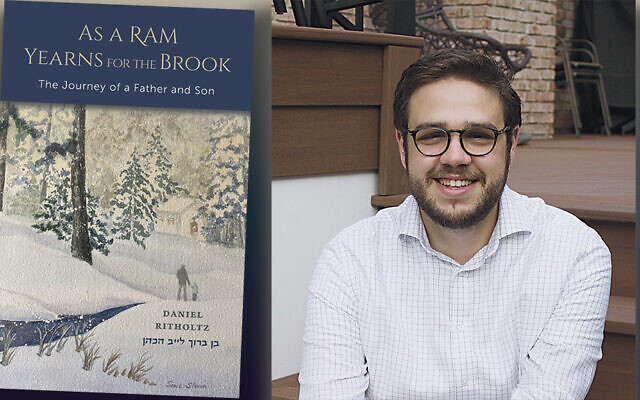 AS A RAM
YEARNS FOR THE BROOK
The Journey of a Father and Son
DANIEL
RITHOLTZ
בן ברוך לייב הכהן